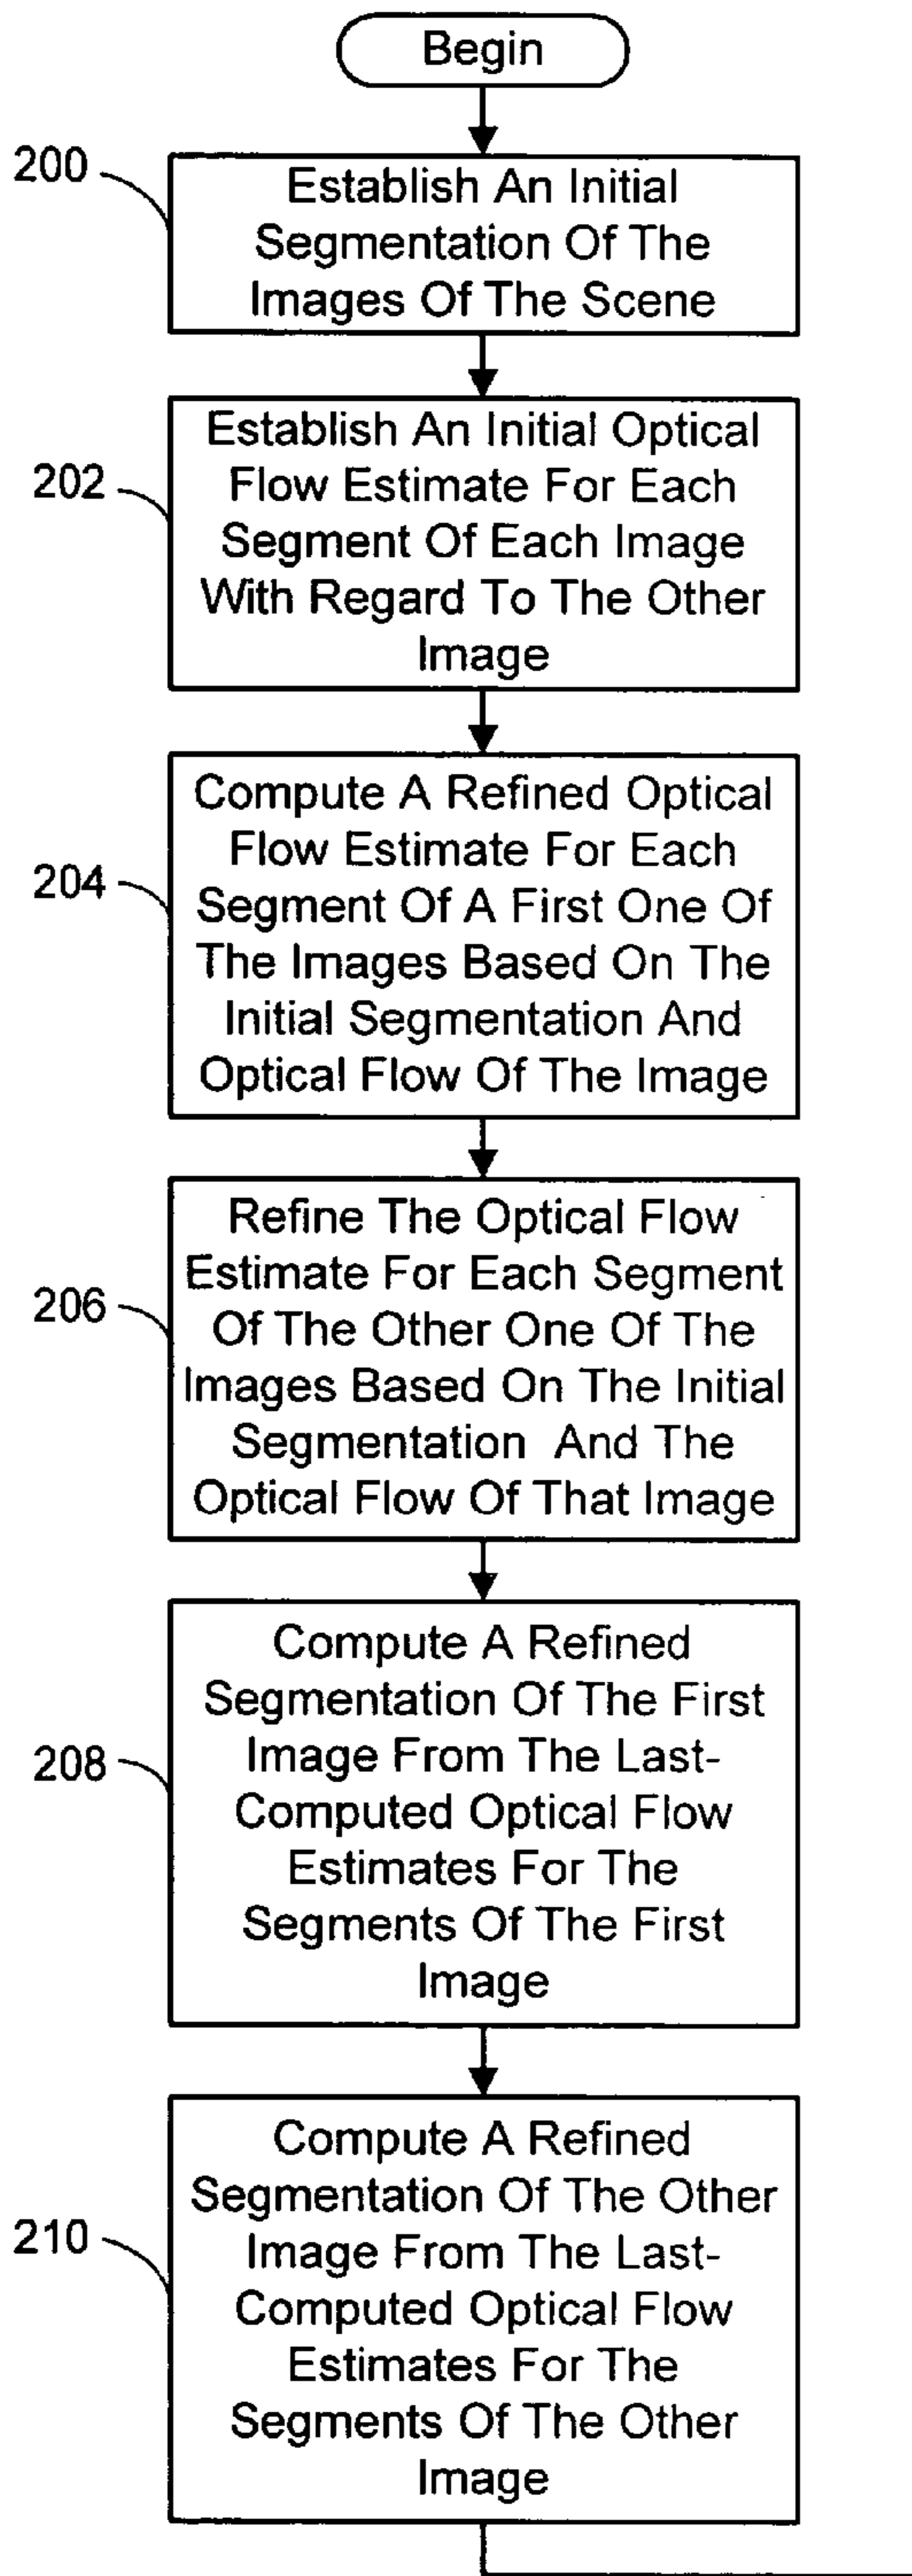 Begin
200
Establish An Initial
Segmentation Of The
Images Of The Scene
202
Establish An Initial Optical
Flow Estimate For Each
Segment Of Each Image
With Regard To The Other
Image
204
Compute A Refined Optical
Flow Estimate For Each
Segment Of A First One Of
The Images Based On The
Initial Segmentation And
Optical Flow Of The Image
206
Refine The Optical Flow
Estimate For Each Segment
Of The Other One Of The
Images Based On The Initial
Segmentation And The
Optical Flow Of That Image
208
Compute A Refined
Segmentation Of The First
Image From The Last-
Computed Optical Flow
Estimates For The
Segments Of The First
Image
210
Compute A Refined
Segmentation Of The Other
Image From The Last-
Computed Optical Flow
Estimates For The
Segments Of The Other
Image